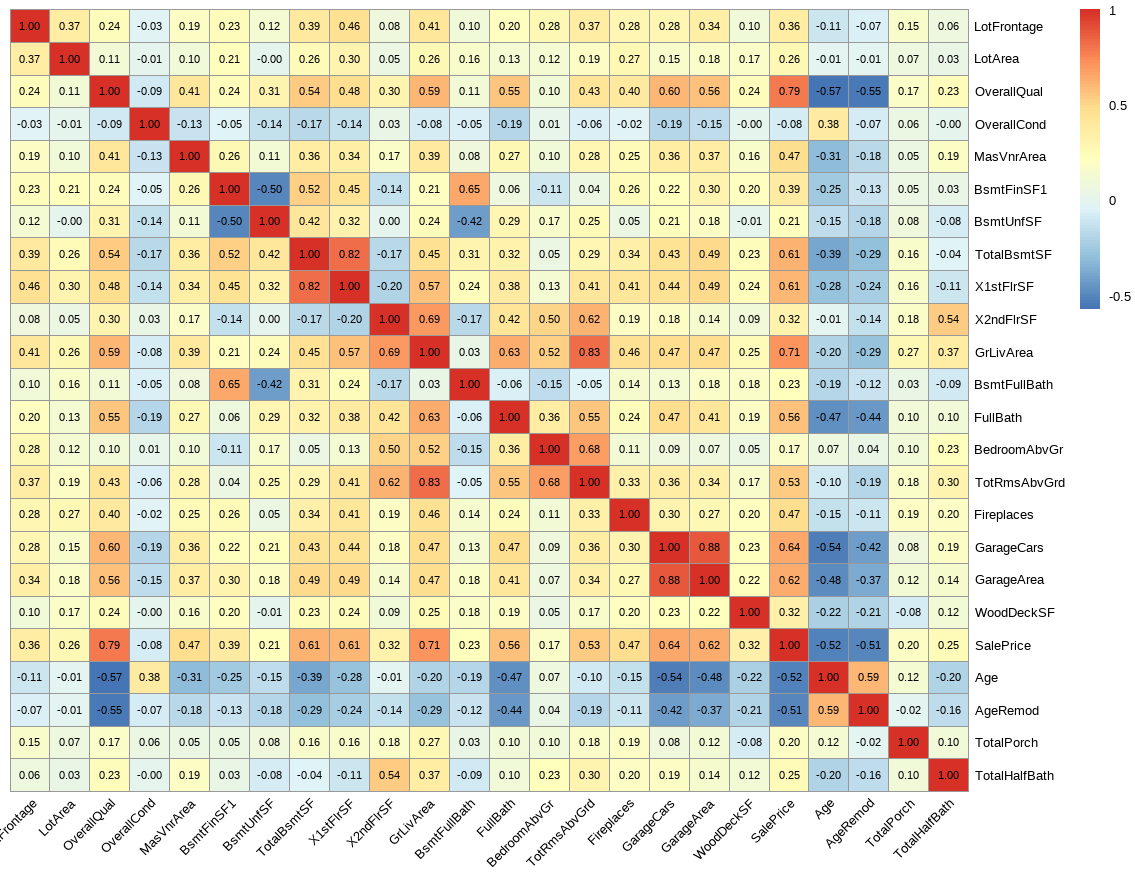 1.00 0.37 0.24 -0.03 0.19 0.23 0.12 0.39 0.46 0.08 0.41 0.10 0.20 0.28 0.37 0.28 0.28 0.34 0.10 0.36 -0.11 -0.07 0.15 0.06 LotFrontage
0.37 1.00 0.11 -0.01 0.10 0.21 -0.00 0.26 0.30 0.05 0.26 0.16 0.13 0.12 0.19 0.27 0.15 0.18 0.17 0.26 -0.01 -0.01 0.07 0.03 LotArea
0.24 0.11 1.00 -0.09 0.41 0.24 0.31 0.54 0.48 0.30 0.59 0.11 0.55 0.10 0.43 0.40 0.60 0.56 0.24 0.79 -0.57 -0.55 0.17 0.23 OverallQual
-0.03 -0.01 -0.09 1.00 -0.13 -0.05 -0.14 -0.17 -0.14 0.03 -0.08 -0.05 -0.19 0.01 -0.06 -0.02 -0.19 -0.15 -0.00 -0.08 0.38 -0.07 0.06 -0.00 OverallCond
0.19 0.10 0.41 -0.13 1.00 0.26 0.11 0.36 0.34 0.17 0.39 0.08 0.27 0.10 0.28 0.25 0.36 0.37 0.16 0.47 -0.31 -0.18 0.05 0.19 MasVnrArea
0.23 0.21 0.24 -0.05 0.26 1.00 -0.50 0.52 0.45 -0.14 0.21 0.65 0.06 -0.11 0.04 0.26 0.22 0.30 0.20 0.39 -0.25 -0.13 0.05 0.03 BsmtFinSF1
0.12 -0.00 0.31 -0.14 0.11 -0.50 1.00 0.42 0.32 0.00 0.24 -0.42 0.29 0.17 0.25 0.05 0.21 0.18 -0.01 0.21 -0.15 -0.18 0.08 -0.08 BsmtUnfSF
0.39 0.26 0.54 -0.17 0.36 0.52 0.42 1.00 0.82 -0.17 0.45 0.31 0.32 0.05 0.29 0.34 0.43 0.49 0.23 0.61 -0.39 -0.29 0.16 -0.04 TotalBsmtSF
0.46 0.30 0.48 -0.14 0.34 0.45 0.32 0.82 1.00 -0.20 0.57 0.24 0.38 0.13 0.41 0.41 0.44 0.49 0.24 0.61 -0.28 -0.24 0.16 -0.11 X1stFlrSF
0.08 0.05 0.30 0.03 0.17 -0.14 0.00 -0.17 -0.20 1.00 0.69 -0.17 0.42 0.50 0.62 0.19 0.18 0.14 0.09 0.32 -0.01 -0.14 0.18 0.54 X2ndFlrSF
0.41 0.26 0.59 -0.08 0.39 0.21 0.24 0.45 0.57 0.69 1.00 0.03 0.63 0.52 0.83 0.46 0.47 0.47 0.25 0.71 -0.20 -0.29 0.27 0.37 GrLivArea
0.10 0.16 0.11 -0.05 0.08 0.65 -0.42 0.31 0.24 -0.17 0.03 1.00 -0.06 -0.15 -0.05 0.14 0.13 0.18 0.18 0.23 -0.19 -0.12 0.03 -0.09 BsmtFullBath
0.20 0.13 0.55 -0.19 0.27 0.06 0.29 0.32 0.38 0.42 0.63 -0.06 1.00 0.36 0.55 0.24 0.47 0.41 0.19 0.56 -0.47 -0.44 0.10 0.10 FullBath
0.28 0.12 0.10 0.01 0.10 -0.11 0.17 0.05 0.13 0.50 0.52 -0.15 0.36 1.00 0.68 0.11 0.09 0.07 0.05 0.17 0.07 0.04 0.10 0.23 BedroomAbvGr
0.37 0.19 0.43 -0.06 0.28 0.04 0.25 0.29 0.41 0.62 0.83 -0.05 0.55 0.68 1.00 0.33 0.36 0.34 0.17 0.53 -0.10 -0.19 0.18 0.30 TotRmsAbvGrd
0.28 0.27 0.40 -0.02 0.25 0.26 0.05 0.34 0.41 0.19 0.46 0.14 0.24 0.11 0.33 1.00 0.30 0.27 0.20 0.47 -0.15 -0.11 0.19 0.20 Fireplaces
0.28 0.15 0.60 -0.19 0.36 0.22 0.21 0.43 0.44 0.18 0.47 0.13 0.47 0.09 0.36 0.30 1.00 0.88 0.23 0.64 -0.54 -0.42 0.08 0.19 GarageCars
0.34 0.18 0.56 -0.15 0.37 0.30 0.18 0.49 0.49 0.14 0.47 0.18 0.41 0.07 0.34 0.27 0.88 1.00 0.22 0.62 -0.48 -0.37 0.12 0.14 GarageArea
0.10 0.17 0.24 -0.00 0.16 0.20 -0.01 0.23 0.24 0.09 0.25 0.18 0.19 0.05 0.17 0.20 0.23 0.22 1.00 0.32 -0.22 -0.21 -0.08 0.12 WoodDeckSF
0.36 0.26 0.79 -0.08 0.47 0.39 0.21 0.61 0.61 0.32 0.71 0.23 0.56 0.17 0.53 0.47 0.64 0.62 0.32 1.00 -0.52 -0.51 0.20 0.25 SalePrice
-0.11 -0.01 -0.57 0.38 -0.31 -0.25 -0.15 -0.39 -0.28 -0.01 -0.20 -0.19 -0.47 0.07 -0.10 -0.15 -0.54 -0.48 -0.22 -0.52 1.00 0.59 0.12 -0.20 Age
-0.07 -0.01 -0.55 -0.07 -0.18 -0.13 -0.18 -0.29 -0.24 -0.14 -0.29 -0.12 -0.44 0.04 -0.19 -0.11 -0.42 -0.37 -0.21 -0.51 0.59 1.00 -0.02 -0.16 AgeRemod
0.15 0.07 0.17 0.06 0.05 0.05 0.08 0.16 0.16 0.18 0.27 0.03 0.10 0.10 0.18 0.19 0.08 0.12 -0.08 0.20 0.12 -0.02 1.00 0.10 TotalPorch
0.06 0.03 0.23 -0.00 0.19 0.03 -0.08 -0.04 -0.11 0.54 0.37 -0.09 0.10 0.23 0.30 0.20 0.19 0.14 0.12 0.25 -0.20 -0.16 0.10 1.00 TotalHalfBath
Frontage LotArea OverallQual OverallCond MasVnrArea BsmtFinSF1 BsmtUnfSF TotalBsmtSF X1stFlrSF X2ndFlrSF GrLivArea BsmtFullBath FullBath BedroomAbvGr TotRmsAbvGrd Fireplaces GarageCars GarageArea WoodDeckSF SalePrice Age AgeRemod TotalPorch TotalHalfBath
1
0.5
0
-0.5